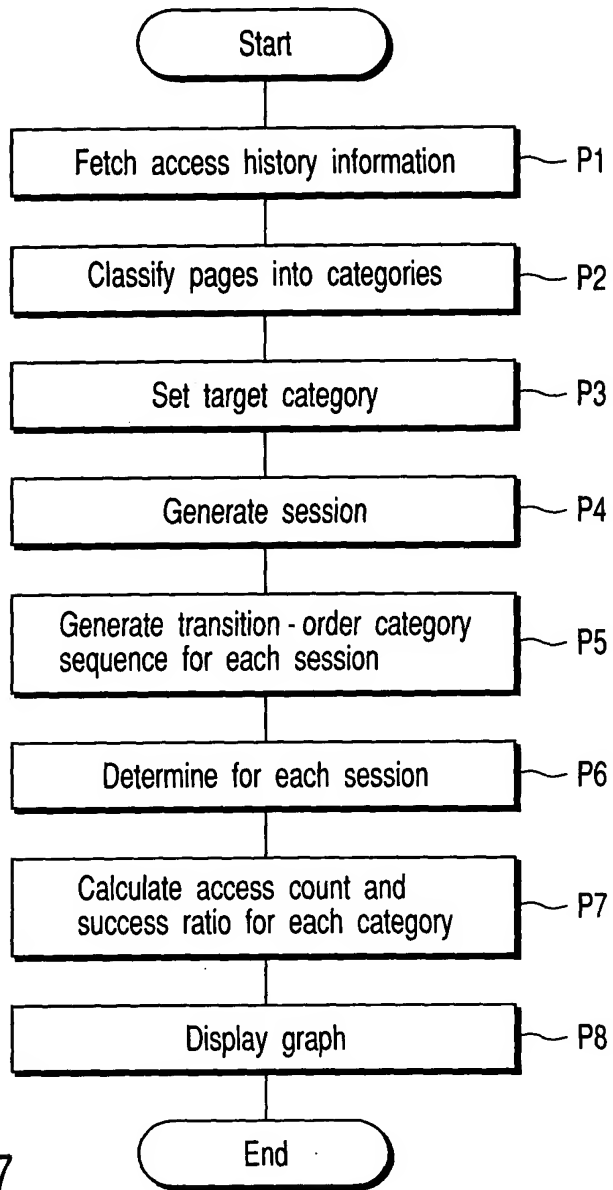 Start
Fetch access history information
P1
Classify pages into categories
P2
Set target category
P3
Generate session
P4
Generate transition - order category
sequence for each session
P5
Determine for each session
P6
Calculate access count and
success ratio for each category
P7
Display graph
P8
End
7